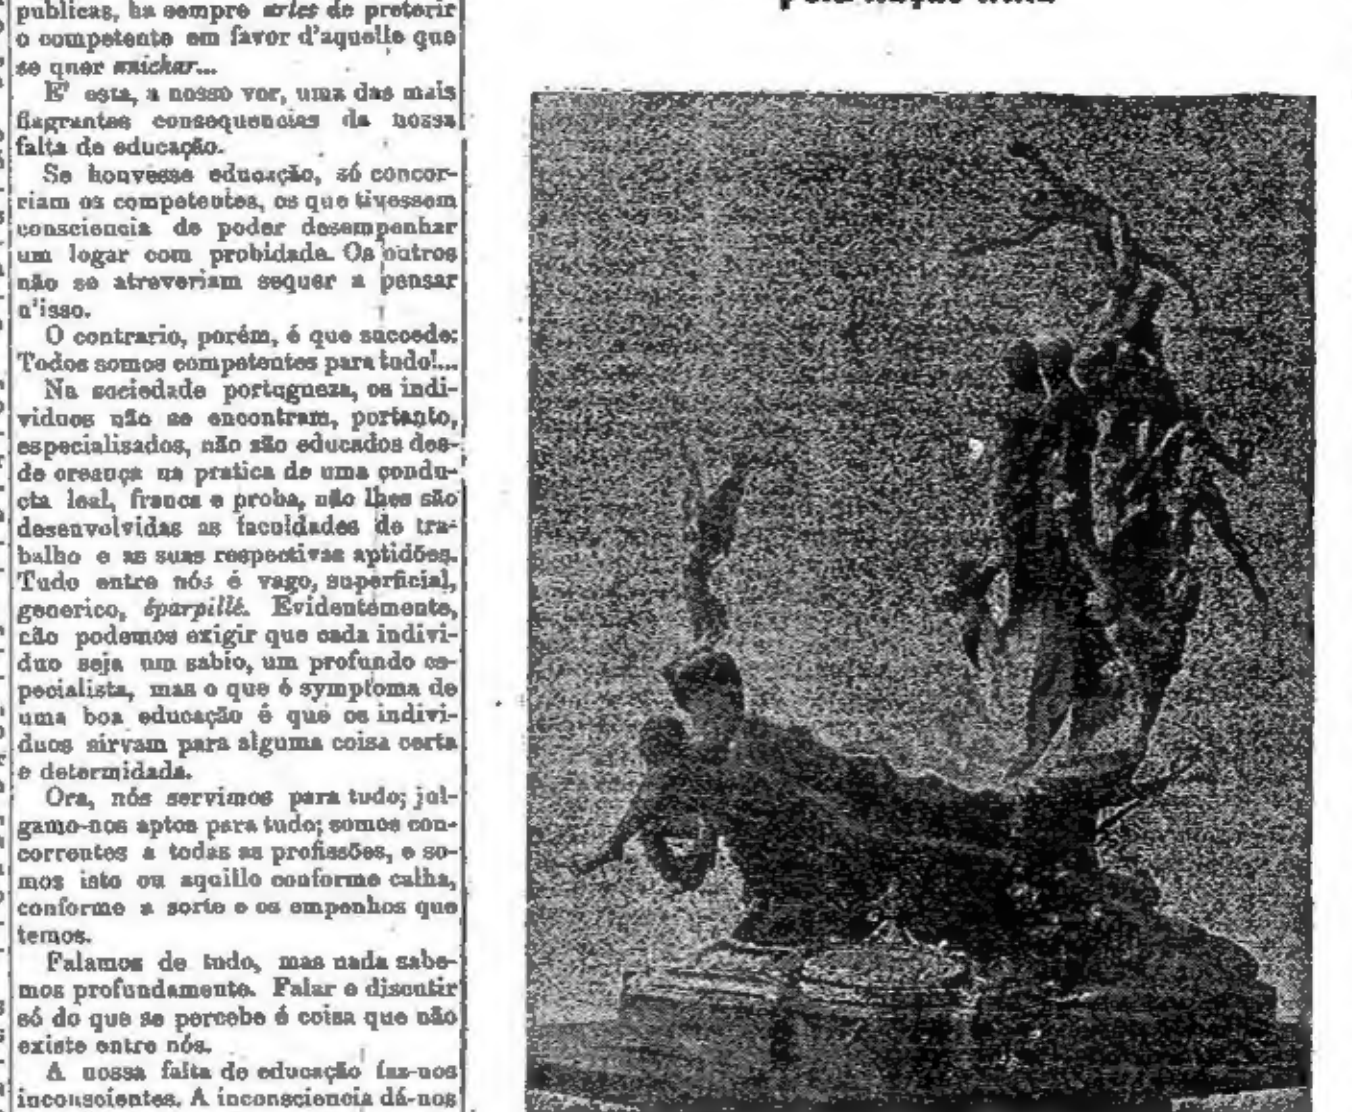 publicas, ha sempre artes de preterir
o competente em favor d'aquelle que
se quer anichar...
E' esta, a nosso ver, uma das mais
flagrantes consequencias da nossa
falta de educação.
Se houvesse educação, só concor-
riam os competentes, os que tivessem
consciencia de poder desempenhar
um logar com probidade. Os outros
não se atreveriam sequer a pensar
n'isso.
O contrario, porém, é que succede:
Todos somos competentes para tudo!...
Na sociedade portugueza, os indi-
viduos não se encontram, portanto,
especialisados, não são educados des-
de creança na pratica de uma condu-
cta leal, franca e proba, não lhes são
desenvolvidas as faculdades de tra-
balho e as suas respectivas aptidões.
Tudo entre nós é vago, superficial,
generico, éparpillé. Evidentemente,
não podemos exigir que cada indivi-
duo seja um sabio, um profundo es-
pecialista, mas o que é symptoma de
uma boa educação é que os indivi-
duos sirvam para alguma coisa certa
e determidada.
Ora, nós servimos para tudo; jul-
gamo-nos aptos para tudo; somos con-
correntes a todas as profissões, e so-
mos isto ou aquillo conforme calha,
conforme a sorte e os empenhos que
temos.
Falamos de tudo, mas nada sabe-
mos profundamente. Falar e discutir
só do que se percebe é coisa que não
existe entre nós.
A nossa falta de educação faz-nos
inconscientes. A inconsciencia dá-nos